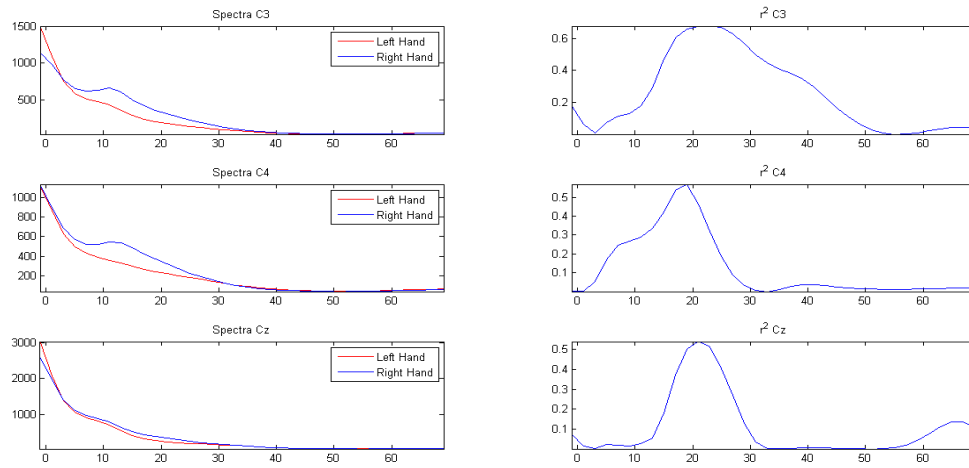 Spectra C3
1500
1000
500
0 10 20 30 40 50 60
Left Hand
Right Hand
r² C3
0.6
0.4
0.2
0 10 20 30 40 50 60
Spectra C4
1000
800
600
400
200
0 10 20 30 40 50 60
Left Hand
Right Hand
r² C4
0.5
0.4
0.3
0.2
0.1
0 10 20 30 40 50 60
Spectra Cz
3000
2000
1000
0 10 20 30 40 50 60
Left Hand
Right Hand
r² Cz
0.5
0.4
0.3
0.2
0.1
0 10 20 30 40 50 60